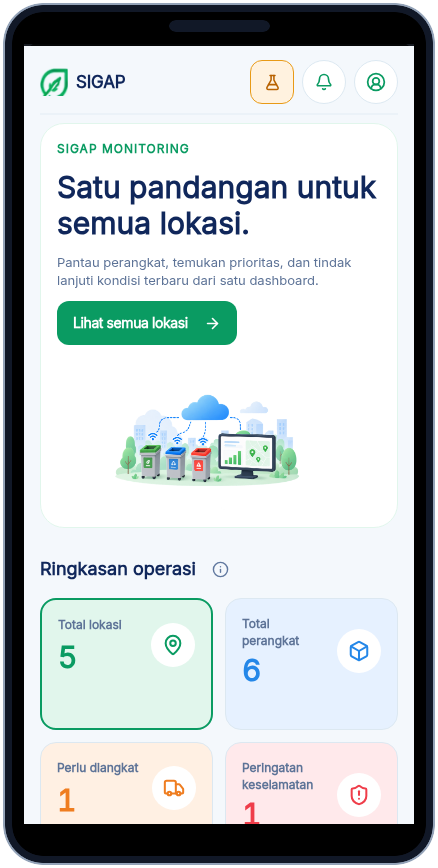 SIGAP
SIGAP MONITORING
Satu pandangan untuk
semua lokasi.
Pantau perangkat, temukan prioritas, dan tindak
lanjuti kondisi terbaru dari satu dashboard.
Lihat semua lokasi
Ringkasan operasi
Total lokasi
5
Total
perangkat
6
Perlu diangkat
1
Peringatan
keselamatan
1